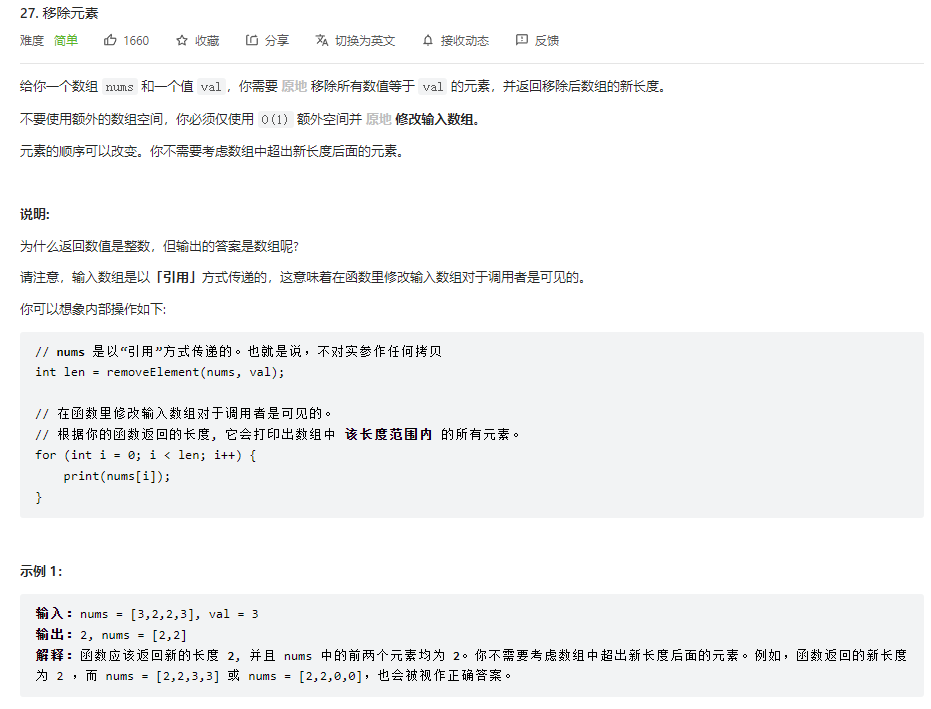 27. 移除元素
难度 简单 1660 收藏 分享 切换为英文 接收动态 反馈
给你一个数组 nums 和一个值 val，你需要 原地 移除所有数值等于 val 的元素，并返回移除后数组的新长度。
不要使用额外的数组空间，你必须仅使用 O(1) 额外空间并 原地 修改输入数组。
元素的顺序可以改变。你不需要考虑数组中超出新长度后面的元素。
说明:
为什么返回数值是整数，但输出的答案是数组呢?
请注意，输入数组是以「引用」方式传递的，这意味着在函数里修改输入数组对于调用者是可见的。
你可以想象内部操作如下:
// nums 是以“引用”方式传递的。也就是说，不对实参作任何拷贝
int len = removeElement(nums, val);
// 在函数里修改输入数组对于调用者是可见的。
// 根据你的函数返回的长度, 它会打印出数组中 该长度范围内 的所有元素。
for (int i = 0; i < len; i++) {
    print(nums[i]);
}
示例 1：
输入：nums = [3,2,2,3], val = 3
输出：2, nums = [2,2]
解释：函数应该返回新的长度 2, 并且 nums 中的前两个元素均为 2。你不需要考虑数组中超出新长度后面的元素。例如，函数返回的新长度
为 2 ，而 nums = [2,2,3,3] 或 nums = [2,2,0,0]，也会被视作正确答案。